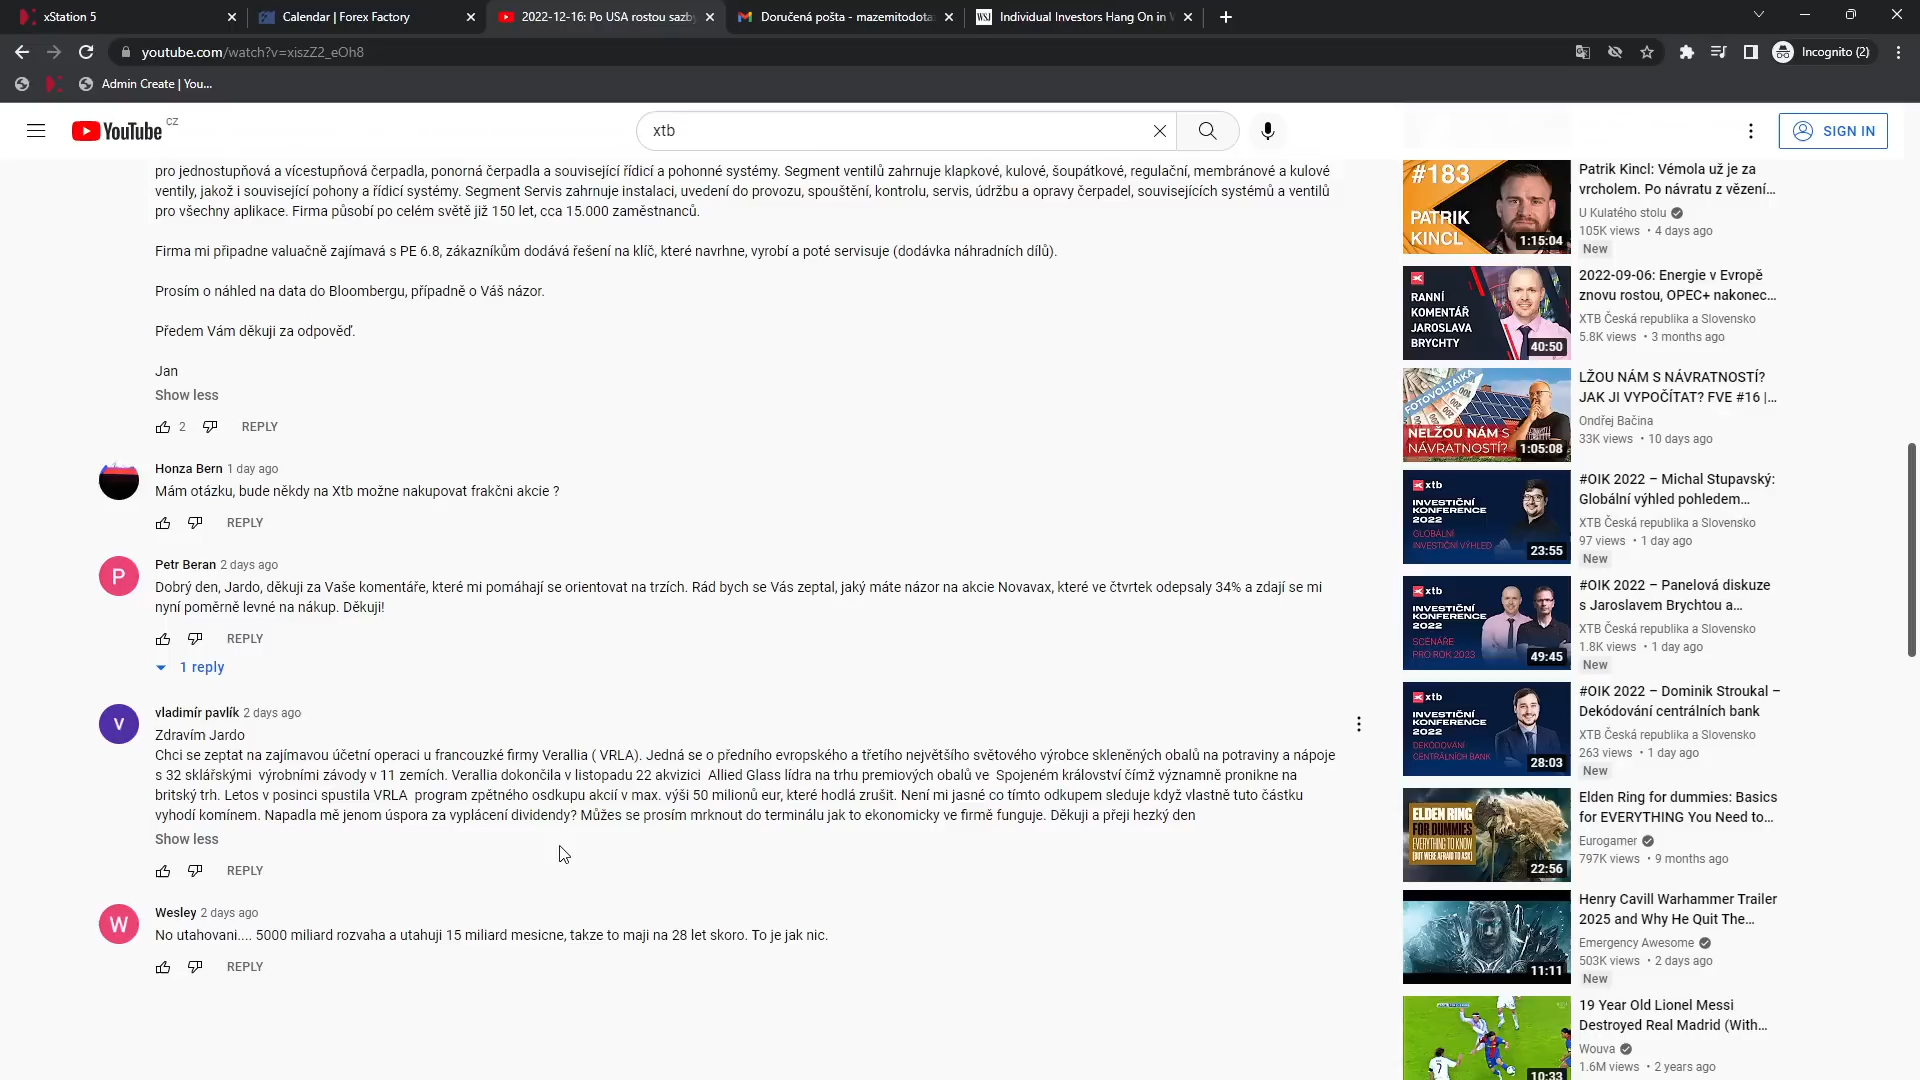 xStation 5
Calendar | Forex Factory
2022-12-16: Po USA rostou sazby
Doručená pošta - mazemitodota
Individual Investors Hang On in
youtube.com/watch?v=xiszZ2_eOh8
Incognito (2)
Admin Create | You...
YouTube CZ
xtb
SIGN IN
pro jednostupňová a vícestupňová čerpadla, ponorná čerpadla a související řídicí a pohonné systémy. Segment ventilů zahrnuje klapkové, kulové, šoupátkové, regulační, membránové a kulové
ventily, jakož i související pohony a řídicí systémy. Segment Servis zahrnuje instalaci, uvedení do provozu, spouštění, kontrolu, servis, údržbu a opravy čerpadel, souvisejících systémů a ventilů
pro všechny aplikace. Firma působí po celém světě již 150 let, cca 15.000 zaměstnanců.
Firma mi připadne valuačně zajímavá s PE 6.8, zákazníkům dodává řešení na klíč, které navrhne, vyrobí a poté servisuje (dodávka náhradních dílů).
Prosím o náhled na data do Bloombergu, případně o Váš názor.
Předem Vám děkuji za odpověď.
Jan
Show less
2
REPLY
Honza Bern 1 day ago
Mám otázku, bude někdy na Xtb možne nakupovat frakčni akcie ?
REPLY
P
Petr Beran 2 days ago
Dobrý den, Jardo, děkuji za Vaše komentáře, které mi pomáhají se orientovat na trzích. Rád bych se Vás zeptal, jaký máte názor na akcie Novavax, které ve čtvrtek odepsaly 34% a zdají se mi
nyní poměrně levné na nákup. Děkuji!
REPLY
1 reply
V
vladimír pavlík 2 days ago
Zdravím Jardo
Chci se zeptat na zajímavou účetní operaci u francouzké firmy Verallia ( VRLA). Jedná se o předního evropského a třetího největšího světového výrobce skleněných obalů na potraviny a nápoje
s 32 sklářskými výrobními závody v 11 zemích. Verallia dokončila v listopadu 22 akvizici Allied Glass lídra na trhu premiových obalů ve Spojeném království čímž významnně pronikne na
britský trh. Letos v posinci spustila VRLA program zpětného osdkupu akcií v max. výši 50 milionů eur, které hodlá zrušit. Není mi jasné co tímto odkupem sleduje když vlastně tuto částku
vyhodí komínem. Napadla mě jenom úspora za vyplácení dividendy? Můžes se prosím mrknout do terminálu jak to ekonomicky ve firmě funguje. Děkuji a přeji hezký den
Show less
REPLY
W
Wesley 2 days ago
No utahovani.... 5000 miliard rozvaha a utahuji 15 miliard mesicne, takze to maji na 28 let skoro. To je jak nic.
REPLY
#183
PATRIK
KINCL
1:15:04
Patrik Kincl: Vémola už je za
vrcholem. Po návratu z vězení...
U Kulatého stolu
105K views • 4 days ago
New
RANNÍ
KOMENTÁŘ
JAROSLAVA
BRYCHTY
40:50
2022-09-06: Energie v Evropě
znovu rostou, OPEC+ nakonec...
XTB Česká republika a Slovensko
5.8K views • 3 months ago
FOTOVOLTAIKA
NELŽOU NÁM S
NÁVRATNOSTÍ?
1:05:08
LŽOU NÁM S NÁVRATNOSTÍ?
JAK JI VYPOČÍTAT? FVE #16 |...
Ondřej Bačina
33K views • 10 days ago
xtb
INVESTIČNÍ
KONFERENCE
2022
GLOBÁLNÍ
INVESTIČNÍ VÝHLED
23:55
#OIK 2022 – Michal Stupavský:
Globální výhled pohledem...
XTB Česká republika a Slovensko
97 views • 1 day ago
New
xtb
INVESTIČNÍ
KONFERENCE
2022
SCÉNÁŘE
PRO ROK 2023
49:45
#OIK 2022 – Panelová diskuze
s Jaroslavem Brychtou a...
XTB Česká republika a Slovensko
1.8K views • 1 day ago
New
xtb
INVESTIČNÍ
KONFERENCE
2022
DEKÓDOVÁNÍ
CENTRÁLNÍCH BANK
28:03
#OIK 2022 – Dominik Stroukal –
Dekódování centrálních bank
XTB Česká republika a Slovensko
263 views • 1 day ago
New
ELDEN RING
FOR DUMMIES
EVERYTHING TO KNOW
(BUT WERE AFRAID TO ASK)
22:56
Elden Ring for dummies: Basics
for EVERYTHING You Need to...
Eurogamer
797K views • 9 months ago
11:11
Henry Cavill Warhammer Trailer
2025 and Why He Quit The...
Emergency Awesome
503K views • 2 days ago
New
10:33
19 Year Old Lionel Messi
Destroyed Real Madrid (With...
Wouva
1.6M views • 2 years ago